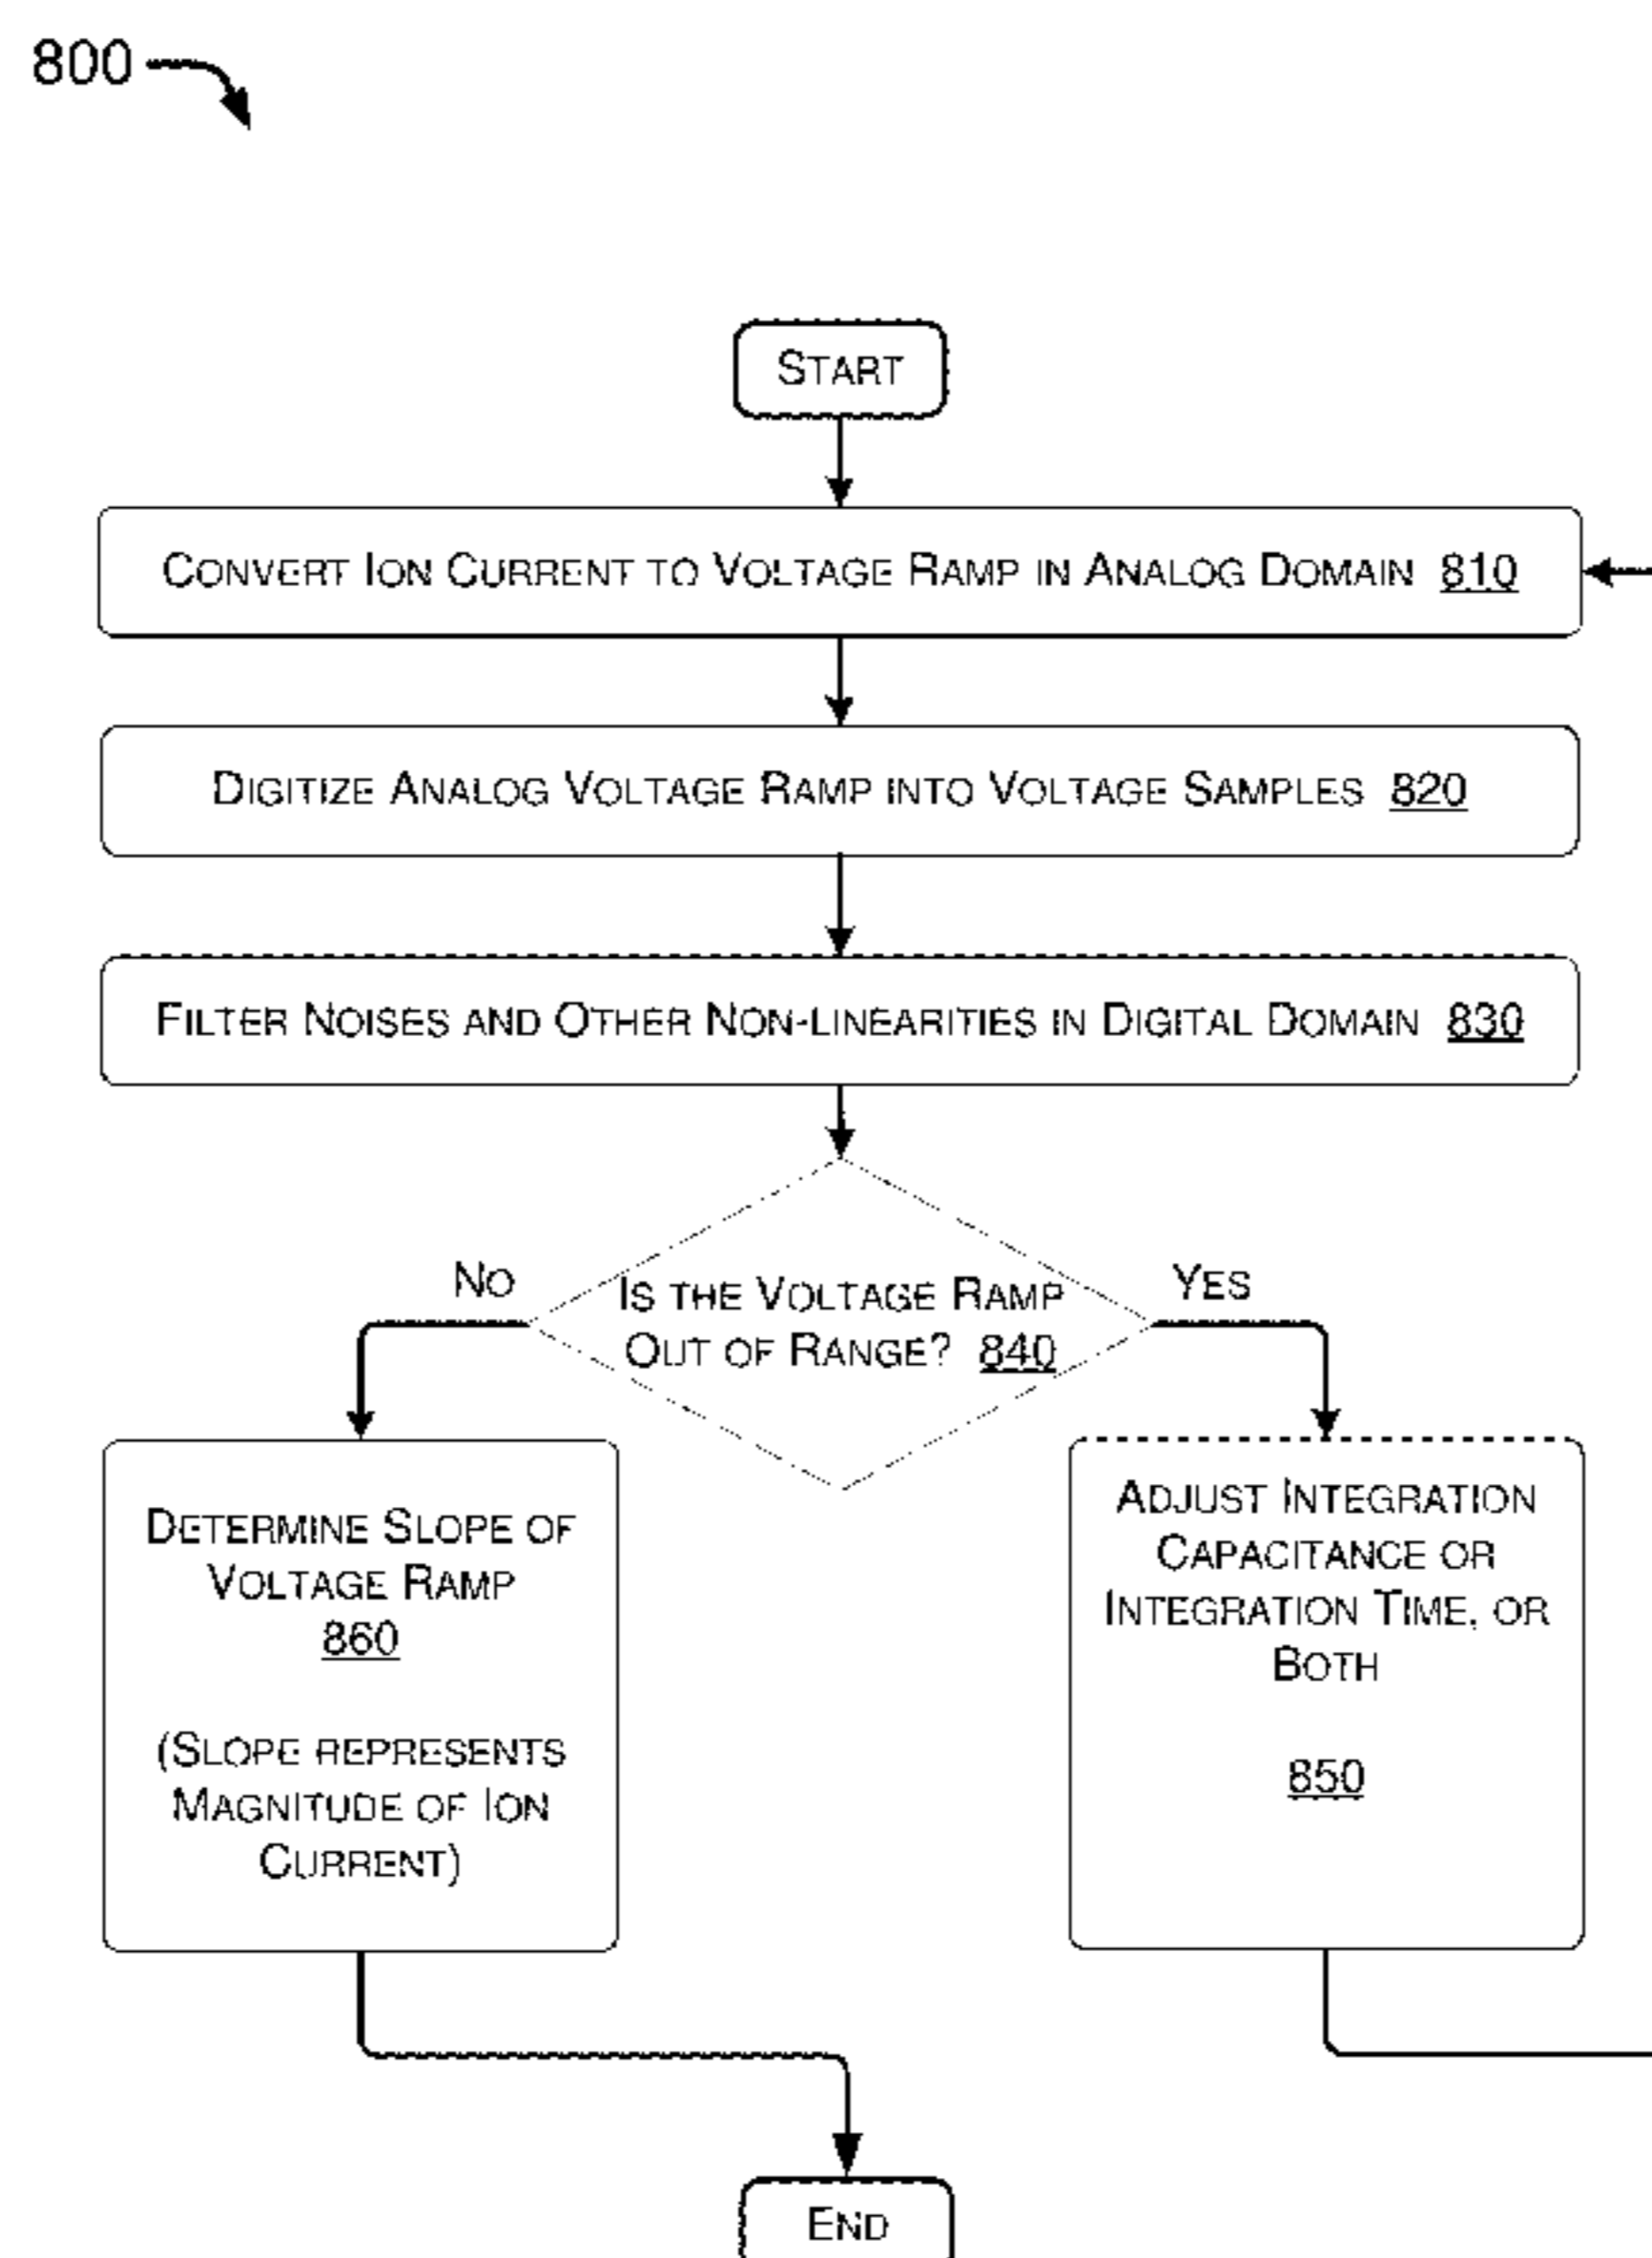 800
START
CONVERT ION CURRENT TO VOLTAGE RAMP IN ANALOG DOMAIN 810
DIGITIZE ANALOG VOLTAGE RAMP INTO VOLTAGE SAMPLES 820
FILTER NOISES AND OTHER NON-LINEARITIES IN DIGITAL DOMAIN 830
NO
YES
IS THE VOLTAGE RAMP
OUT OF RANGE? 840
DETERMINE SLOPE OF
VOLTAGE RAMP
860
(SLOPE REPRESENTS
MAGNITUDE OF ION
CURRENT)
ADJUST INTEGRATION
CAPACITANCE OR
INTEGRATION TIME, OR
BOTH
850
END